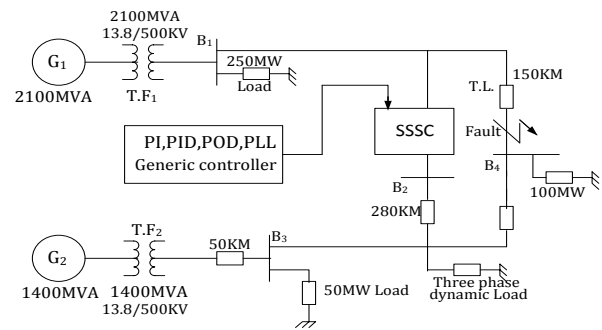 2100MVA
13.8/500KV
G1
2100MVA
T.F1
B1
250MW
Load
150KM
T.L.
Fault
PI,PID,POD,PLL
Generic controller
SSSC
B4
B2
100MW
280KM
T.F2
50KM
B3
G2
1400MVA
1400MVA
13.8/500KV
50MW Load
Three phase
dynamic Load